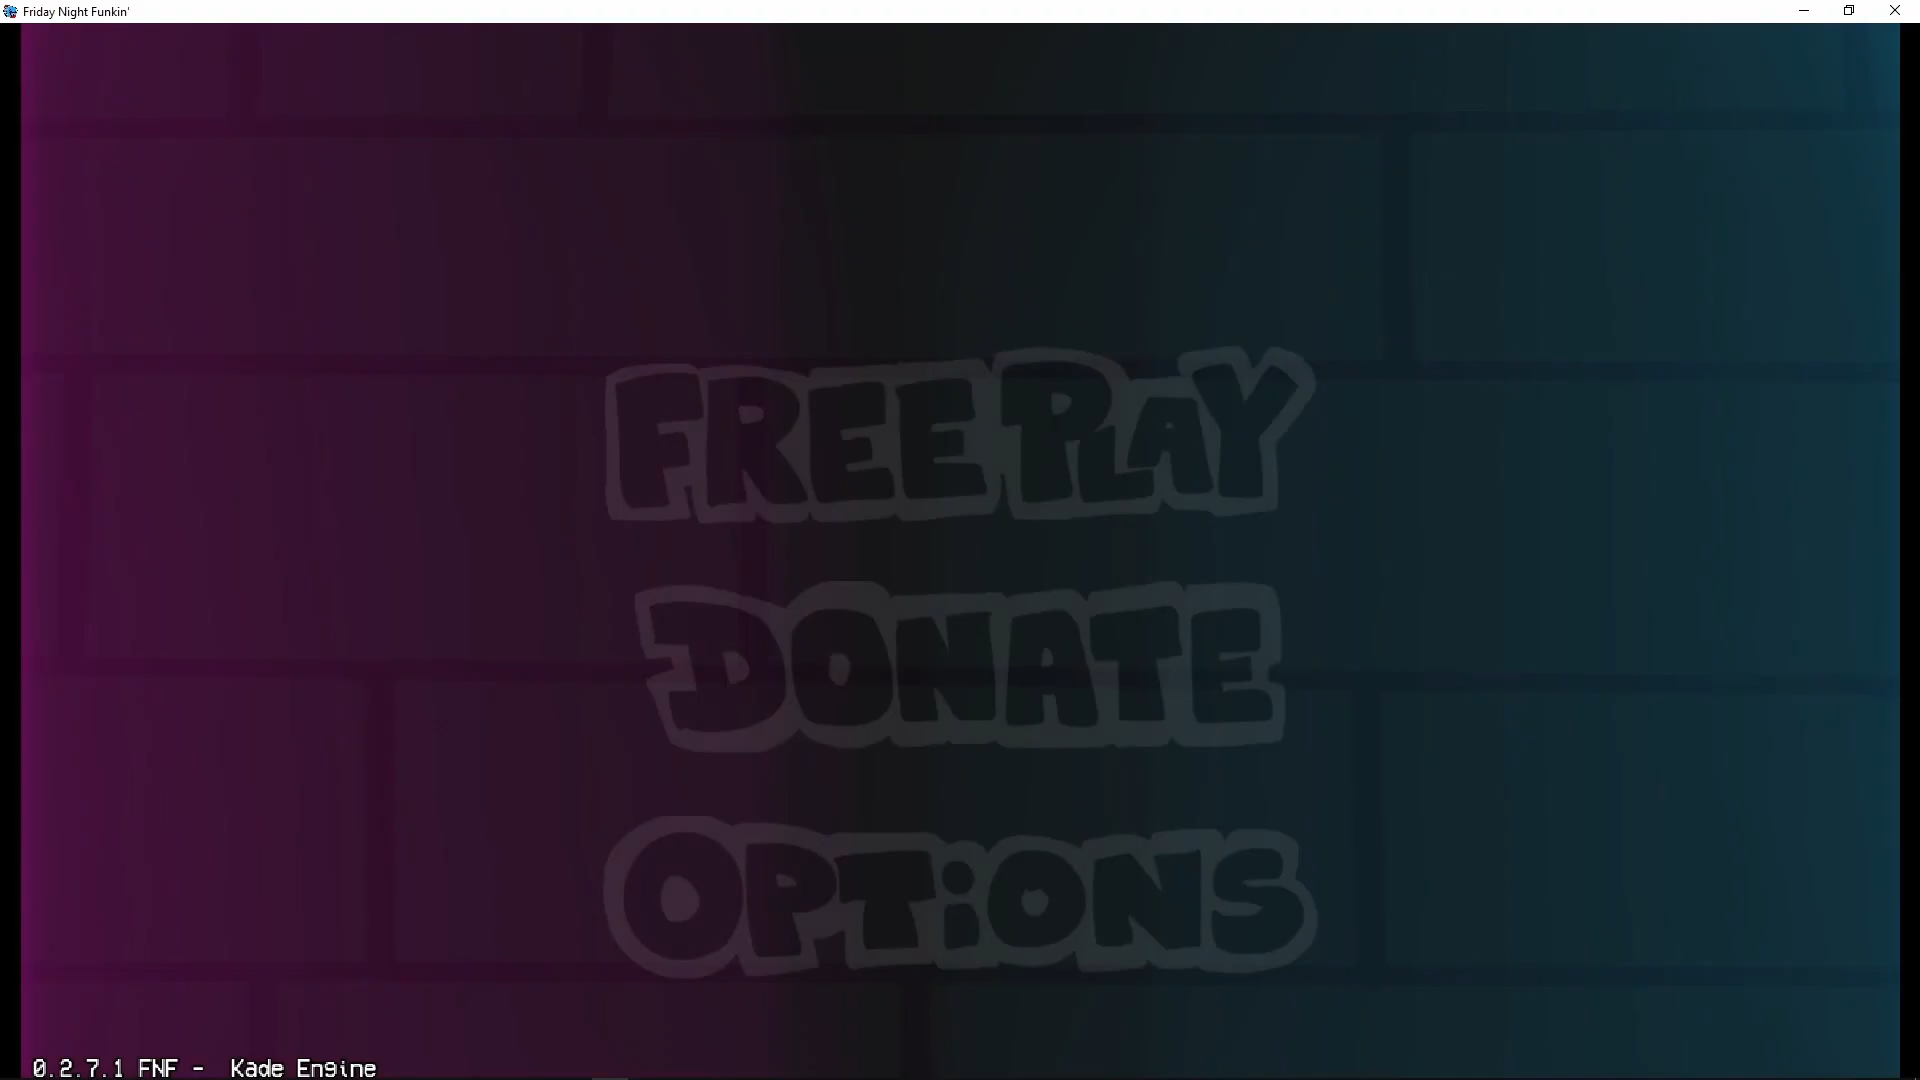 Friday Night Funkin'
FREEPLAY
DONATE
OPTiONS
0.2.7.1 FNF - Kade Engine